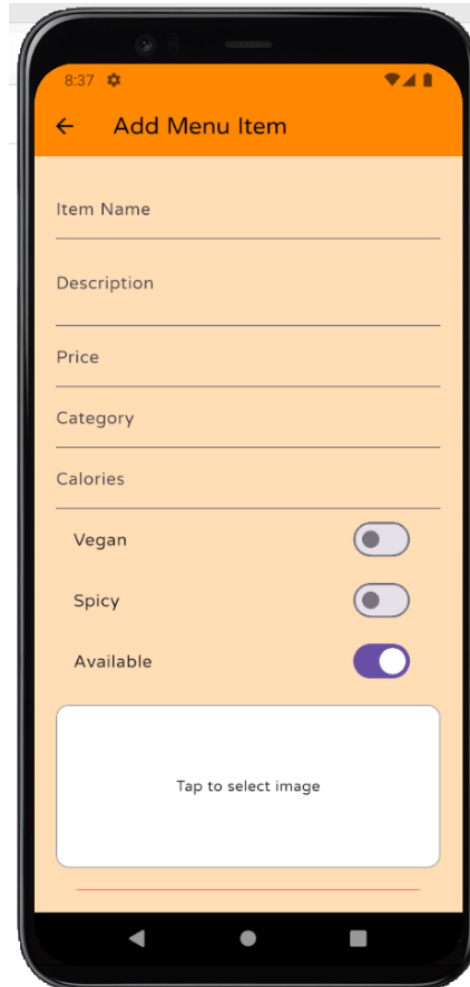 8:37
Add Menu Item
Item Name
Description
Price
Category
Calories
Vegan
Spicy
Available
Tap to select image